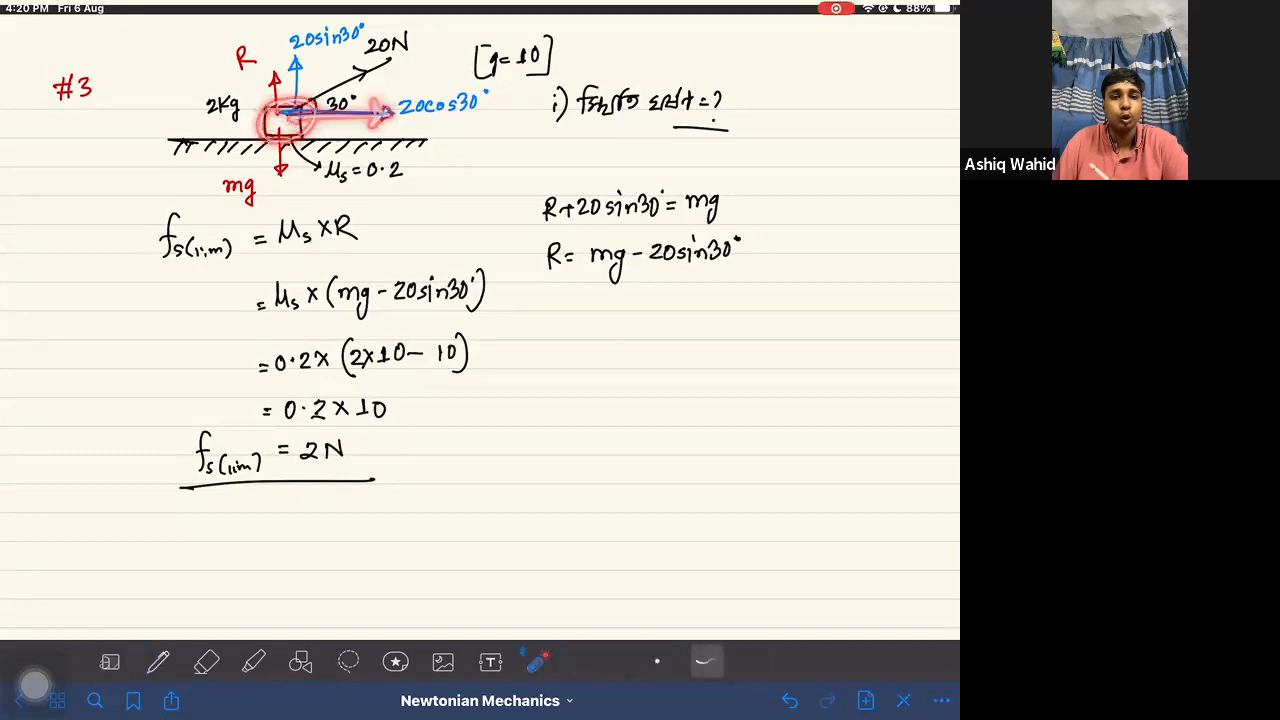 4:20 PM Fri 6 Aug
88%
20sin30°
20N
R
[g=10]
#3
2Kg
30°
20cos30°
i) স্থিতি ঘর্ষণ =?
μs = 0.2
Ashiq Wahid
mg
R+20sin30°= mg
fs(lim) = μs×R
R= mg - 20sin30°
= μs × (mg - 20sin30°)
= 0.2× (2×10 - 10)
= 0.2 × 10
fs(lim) = 2N
T
Newtonian Mechanics